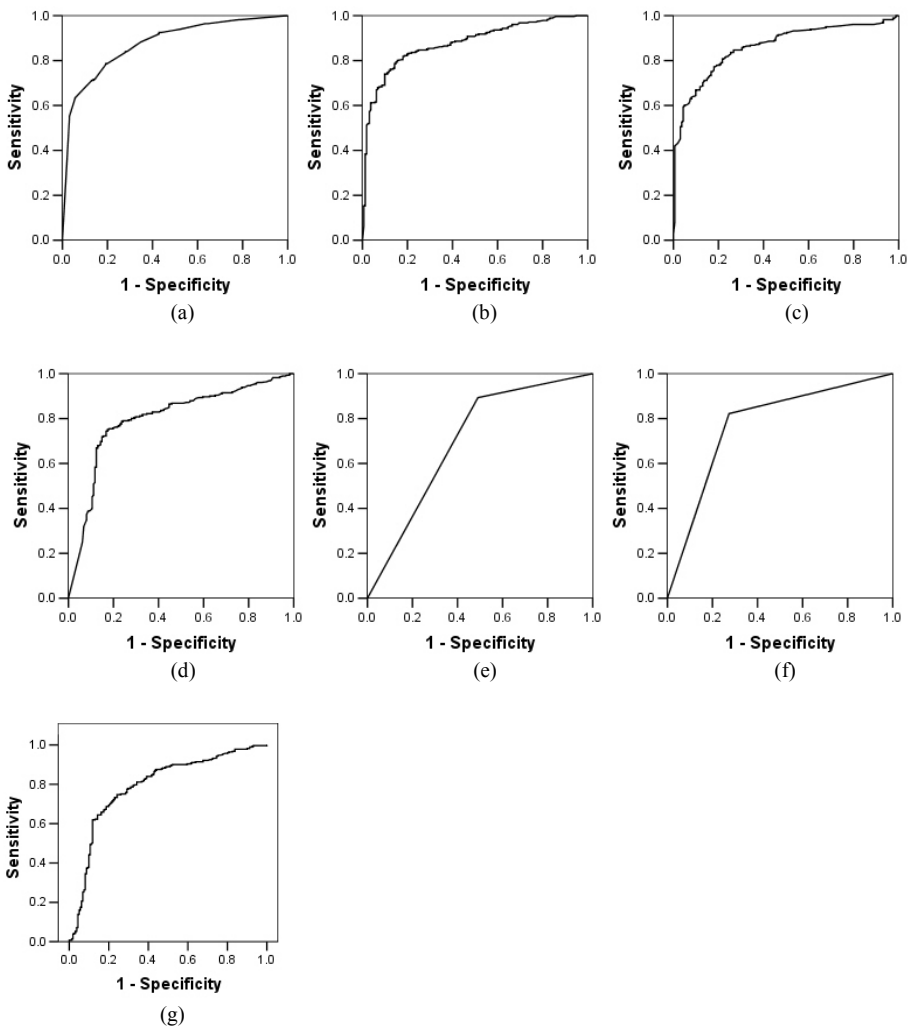 1.0 1.0 1.0
0.8 0.8 0.8
0.6 0.6 0.6
0.4 0.4 0.4
0.2 0.2 0.2
0.0 0.0 0.0
Sensitivity Sensitivity Sensitivity
0.0 0.2 0.4 0.6 0.8 1.0 0.0 0.2 0.4 0.6 0.8 1.0 0.0 0.2 0.4 0.6 0.8 1.0
1 - Specificity 1 - Specificity 1 - Specificity
(a) (b) (c)
1.0 1.0 1.0
0.8 0.8 0.8
0.6 0.6 0.6
0.4 0.4 0.4
0.2 0.2 0.2
0.0 0.0 0.0
Sensitivity Sensitivity Sensitivity
0.0 0.2 0.4 0.6 0.8 1.0 0.0 0.2 0.4 0.6 0.8 1.0 0.0 0.2 0.4 0.6 0.8 1.0
1 - Specificity 1 - Specificity 1 - Specificity
(d) (e) (f)
1.0
0.8
0.6
0.4
0.2
0.0
Sensitivity
0.0 0.2 0.4 0.6 0.8 1.0
1 - Specificity
(g)